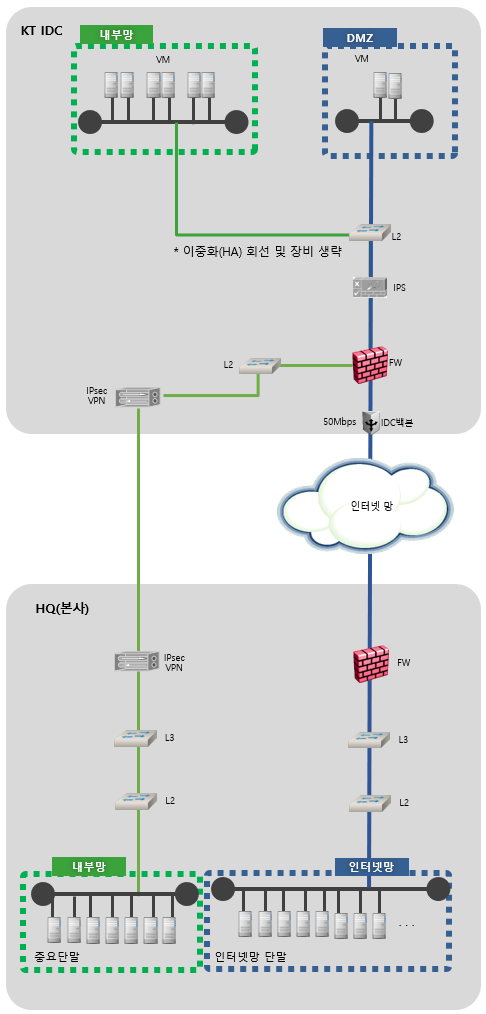 KT IDC
내부망
DMZ
VM
VM
L2
* 이중화(HA) 회선 및 장비 생략
IPS
L2
FW
IPsec
VPN
50Mbps
IDC백본
인터넷 망
HQ(본사)
IPsec
VPN
FW
L3
L3
L2
L2
내부망
인터넷망
중요단말
인터넷망 단말
. . .